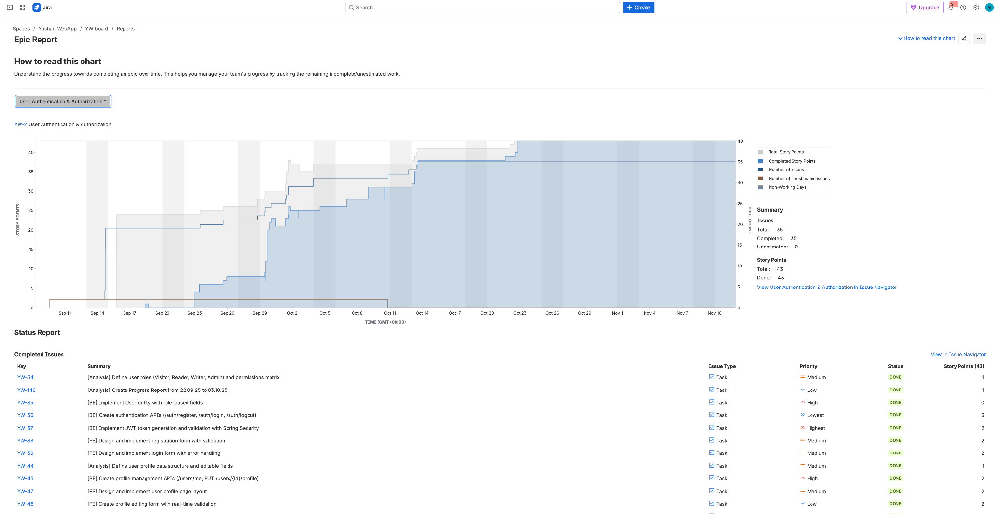 Jira
Search
Create
Upgrade
9+
AJ
Spaces / Yushan WebApp / YW board / Reports
Epic Report
How to read this chart
How to read this chart
Understand the progress towards completing an epic over time. This helps you manage your team's progress by tracking the remaining incomplete/unestimated work.
User Authentication & Authorization
YW-2 User Authentication & Authorization
STORY POINTS
40
35
30
25
20
15
10
5
0
40
35
30
25
20
15
10
5
0
ISSUE COUNT
Sep 11 Sep 14 Sep 17 Sep 20 Sep 23 Sep 26 Sep 29 Oct 2 Oct 5 Oct 8 Oct 11 Oct 14 Oct 17 Oct 20 Oct 23 Oct 26 Oct 29 Nov 1 Nov 4 Nov 7 Nov 10
TIME (GMT+08:00)
Total Story Points
Completed Story Points
Number of issues
Number of unestimated issues
Non-Working Days
Summary
Issues
Total: 35
Completed: 35
Unestimated: 0
Story Points
Total: 43
Done: 43
View User Authentication & Authorization in Issue Navigator
Status Report
Completed Issues View in Issue Navigator
Key Summary Issue Type Priority Status Story Points (43)
YW-34 [Analysis] Define user roles (Visitor, Reader, Writer, Admin) and permissions matrix Task Medium DONE 1
YW-146 [Analysis] Create Progress Report from 22.09.25 to 03.10.25 Task Low DONE 1
YW-35 [BE] Implement User entity with role-based fields Task High DONE 0
YW-36 [BE] Create authentication APIs (/auth/register, /auth/login, /auth/logout) Task Lowest DONE 3
YW-37 [BE] Implement JWT token generation and validation with Spring Security Task Highest DONE 2
YW-38 [FE] Design and implement registration form with validation Task Medium DONE 2
YW-39 [FE] Design and implement login form with error handling Task Medium DONE 2
YW-44 [Analysis] Define user profile data structure and editable fields Task Medium DONE 1
YW-45 [BE] Create profile management APIs (/users/me, PUT /users/{id}/profile) Task High DONE 2
YW-47 [FE] Design and implement user profile page layout Task Medium DONE 2
YW-48 [FE] Create profile editing form with real-time validation Task Low DONE 2